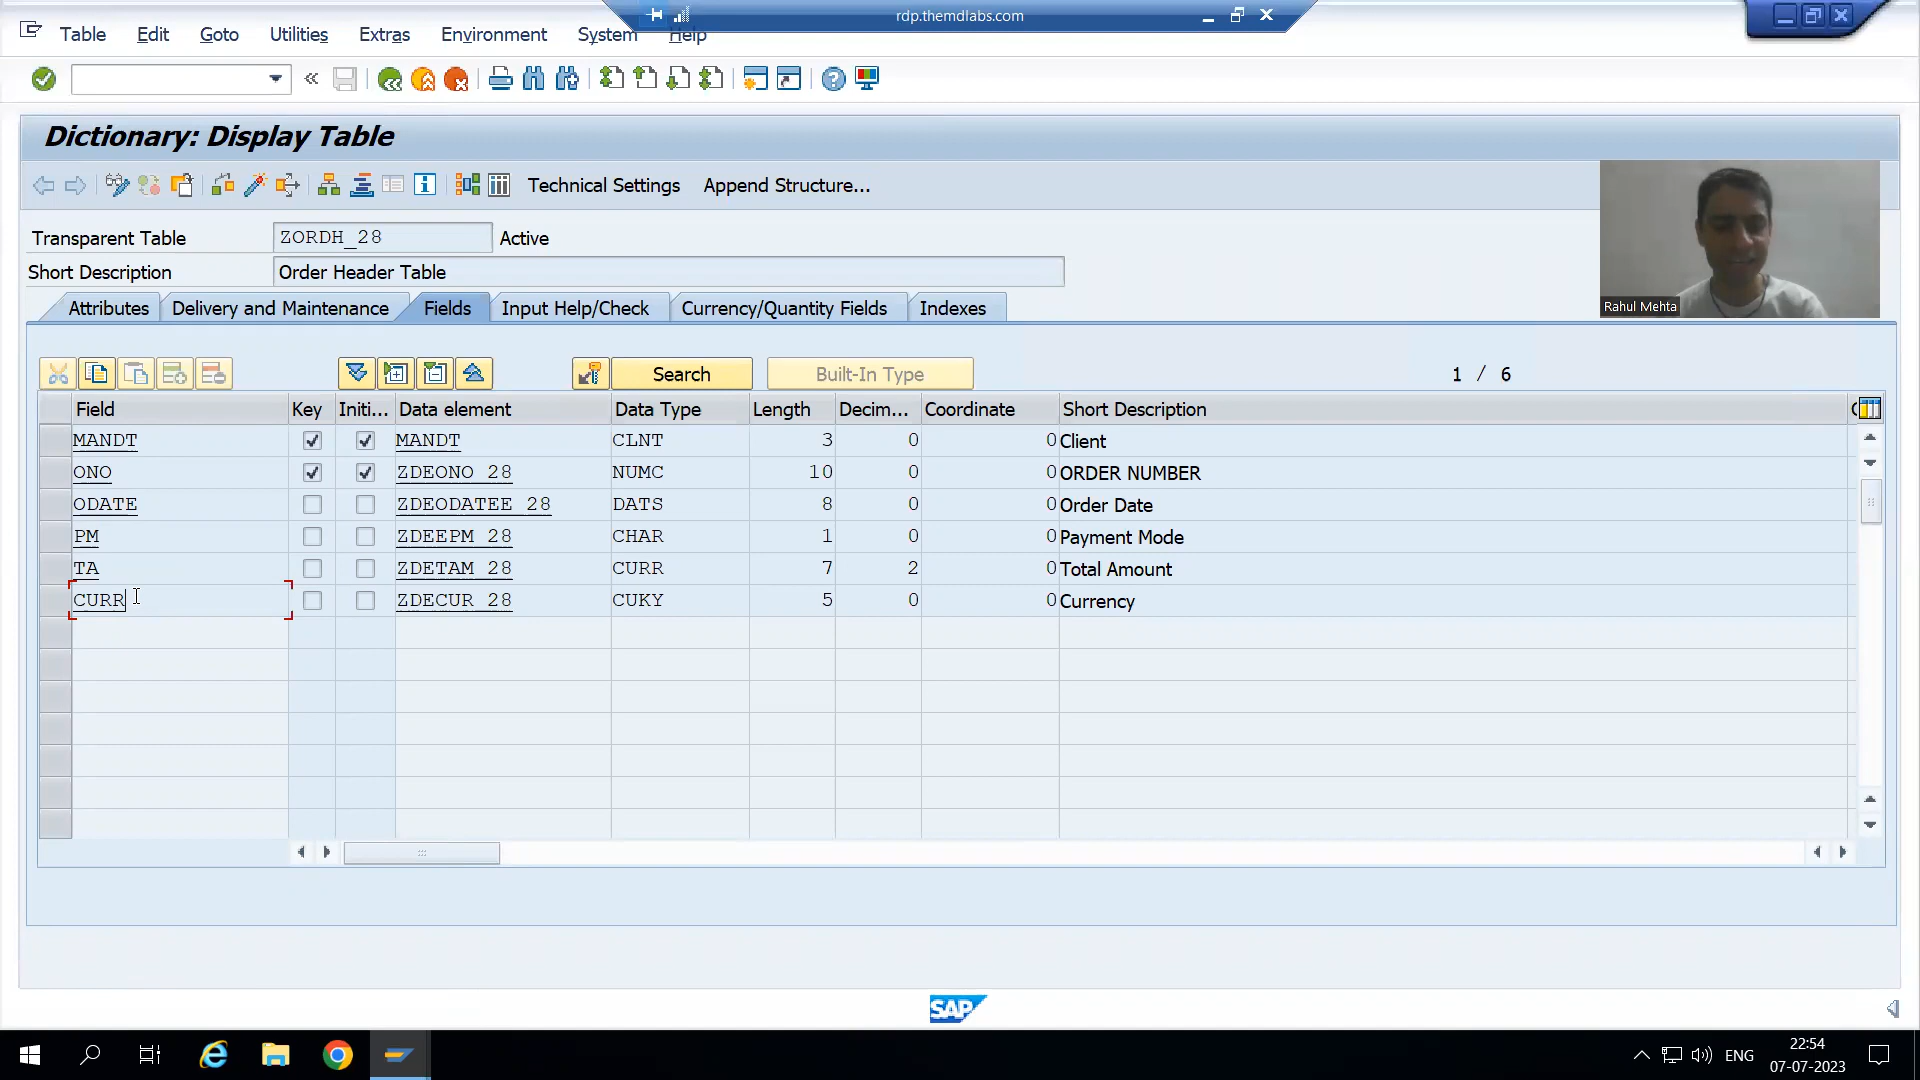 rdp.themdlabs.com
Table Edit Goto Utilities Extras Environment System Help
Dictionary: Display Table
Technical Settings Append Structure...
Transparent Table ZORDH_28 Active
Short Description Order Header Table
Rahul Mehta
Attributes Delivery and Maintenance Fields Input Help/Check Currency/Quantity Fields Indexes
Search Built-In Type 1 / 6
Field Key Initi... Data element Data Type Length Decim... Coordinate Short Description
MANDT MANDT CLNT 3 0 0 Client
ONO ZDEONO_28 NUMC 10 0 0 ORDER NUMBER
ODATE ZDEODATEE_28 DATS 8 0 0 Order Date
PM ZDEEPM_28 CHAR 1 0 0 Payment Mode
TA ZDETAM_28 CURR 7 2 0 Total Amount
CURR ZDECUR_28 CUKY 5 0 0 Currency
SAP
ENG
22:54
07-07-2023